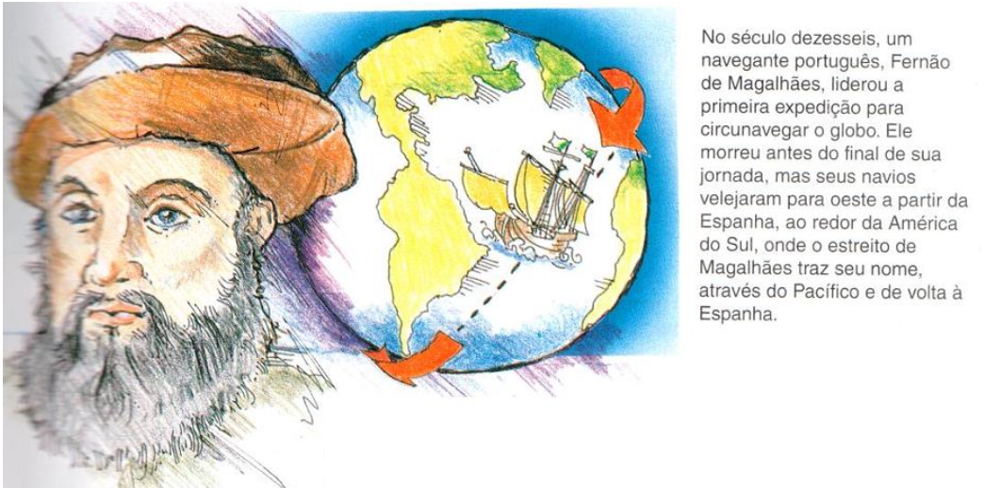 No século dezesseis, um
navegante português, Fernão
de Magalhães, liderou a
primeira expedição para
circunavegar o globo. Ele
morreu antes do final de sua
jornada, mas seus navios
velejaram para oeste a partir da
Espanha, ao redor da América
do Sul, onde o estreito de
Magalhães traz seu nome,
através do Pacífico e de volta à
Espanha.